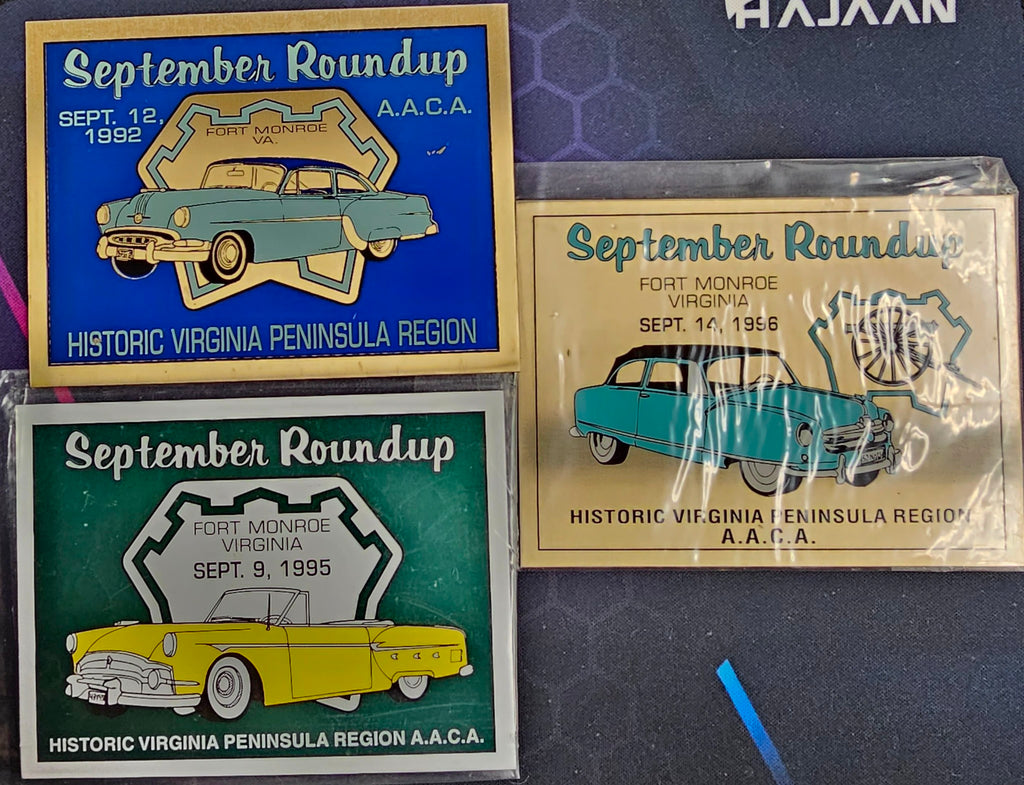 HAJAAN
September Roundup
SEPT. 12,
1992
A.A.C.A.
FORT MONROE
VA.
HISTORIC VIRGINIA PENINSULA REGION
September Roundup
FORT MONROE
VIRGINIA
SEPT. 14, 1996
HISTORIC VIRGINIA PENINSULA REGION
A.A.C.A.
September Roundup
FORT MONROE
VIRGINIA
SEPT. 9, 1995
HISTORIC VIRGINIA PENINSULA REGION A.A.C.A.